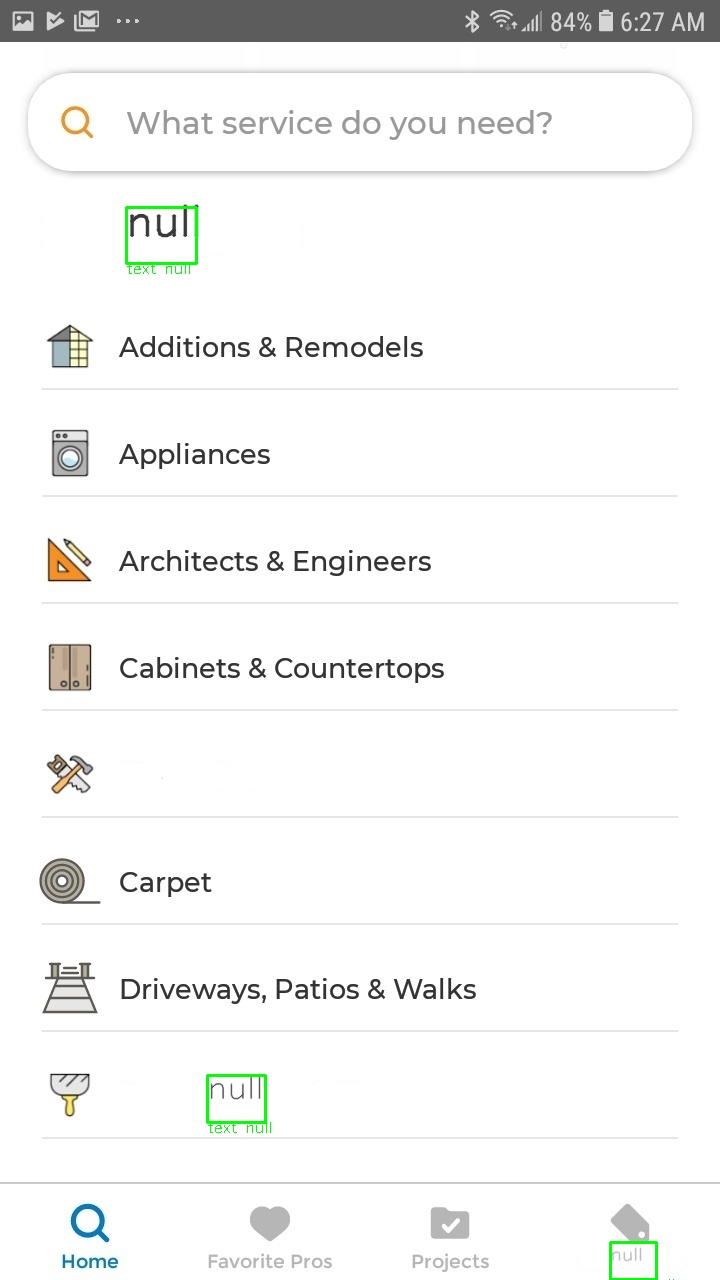 84% 6:27 AM
What service do you need?
null
text null
Additions & Remodels
Appliances
Architects & Engineers
Cabinets & Countertops
Carpet
Driveways, Patios & Walks
null
text null
Home Favorite Pros Projects null